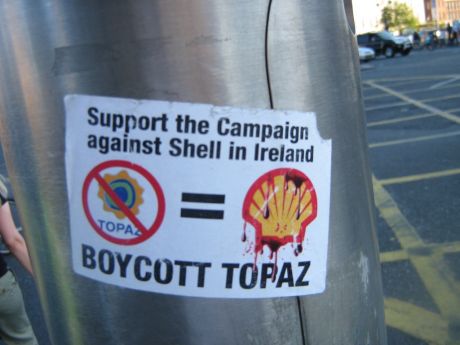 Support the Campaign
against Shell in Ireland
TOPAZ
=
BOYCOTT TOPAZ